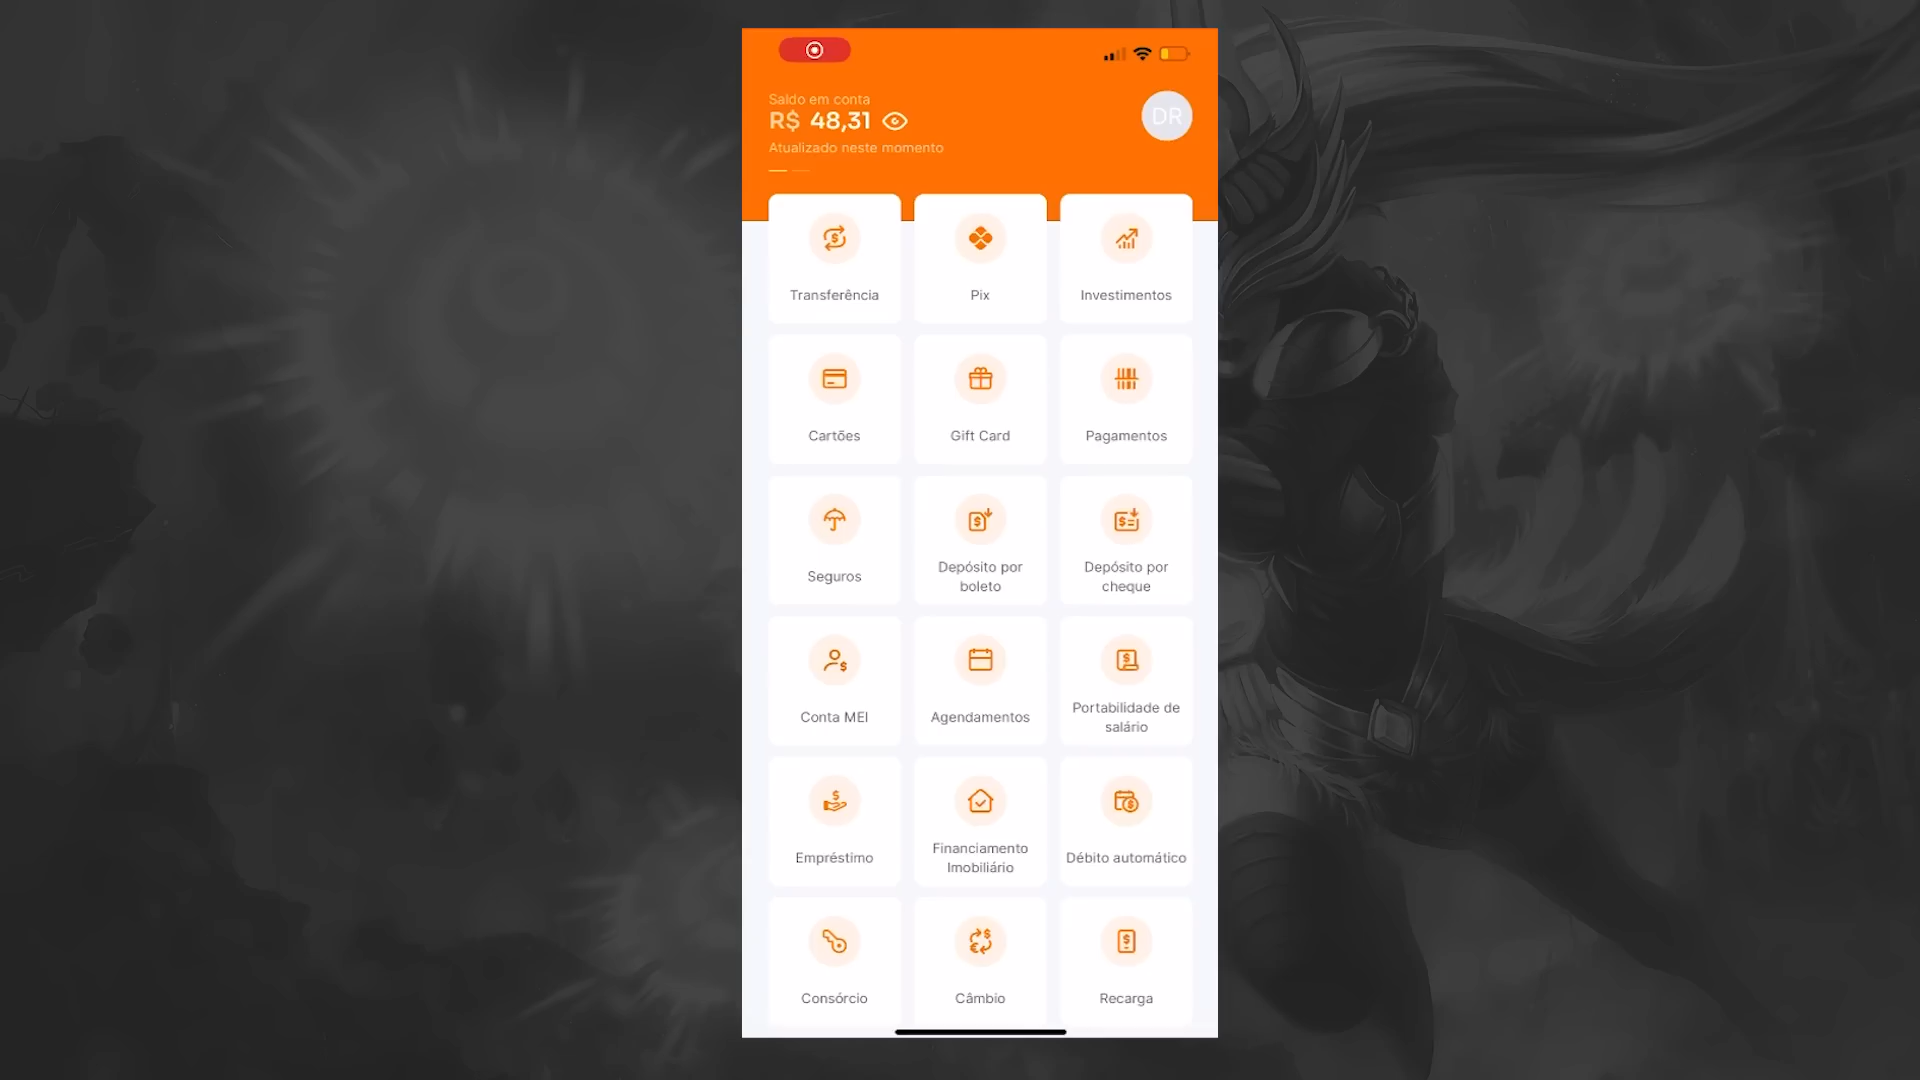 Saldo em conta
R$ 48,31
DR
Atualizado neste momento
Transferência
Pix
Investimentos
Cartões
Gift Card
Pagamentos
Seguros
Depósito por
boleto
Depósito por
cheque
Conta MEI
Agendamentos
Portabilidade de
salário
Empréstimo
Financiamento
Imobiliário
Débito automático
Consórcio
Câmbio
Recarga